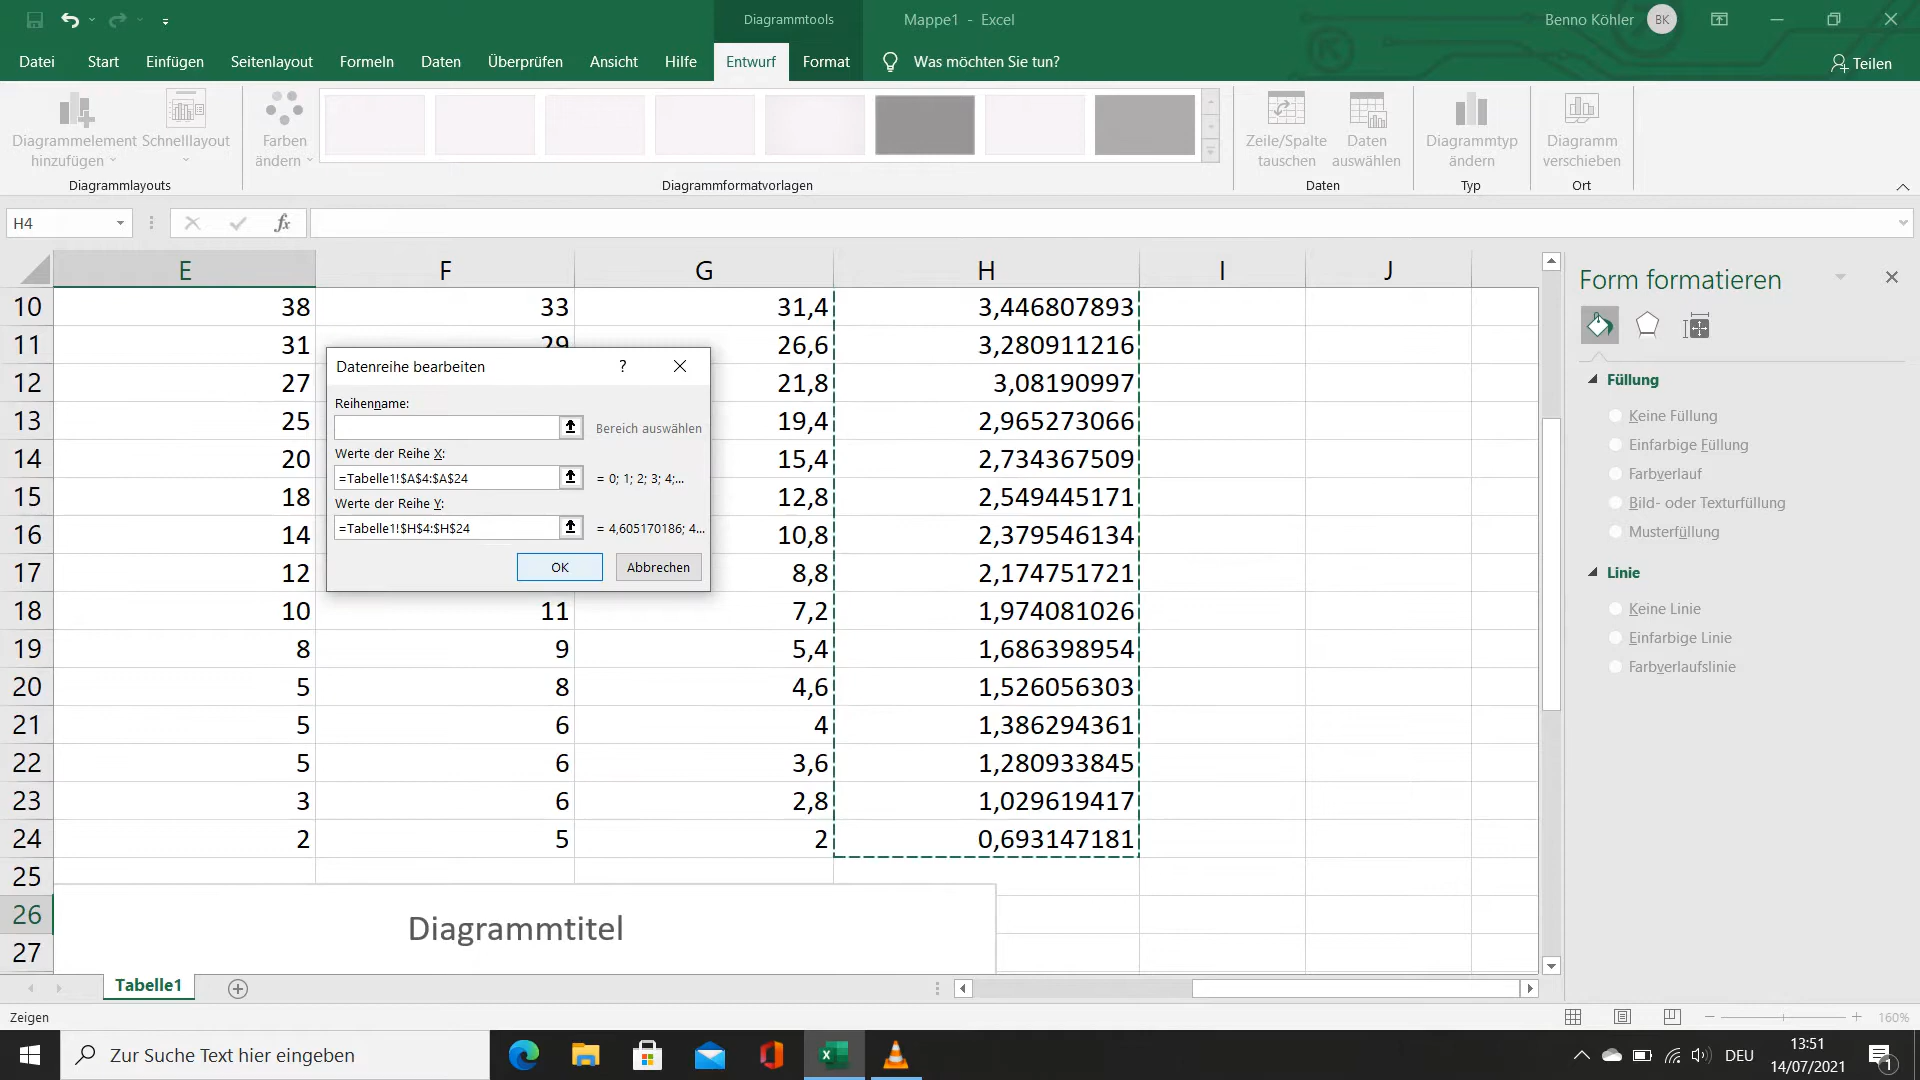 Diagrammtools
Mappe1 - Excel
Benno Köhler
BK
Datei
Start
Einfügen
Seitenlayout
Formeln
Daten
Überprüfen
Ansicht
Hilfe
Entwurf
Format
Was möchten Sie tun?
Teilen
Diagrammelement
hinzufügen
Schnelllayout
Farben
ändern
Zeile/Spalte
tauschen
Daten
auswählen
Diagrammtyp
ändern
Diagramm
verschieben
Diagrammlayouts
Diagrammformatvorlagen
Daten
Typ
Ort
H4
fx
E F G H I J
10 38 33 31,4 3,446807893
11 31 29 26,6 3,280911216
12 27 21,8 3,08190997
13 25 19,4 2,965273066
14 20 15,4 2,734367509
15 18 12,8 2,549445171
16 14 10,8 2,379546134
17 12 8,8 2,174751721
18 10 11 7,2 1,974081026
19 8 9 5,4 1,686398954
20 5 8 4,6 1,526056303
21 5 6 4 1,386294361
22 5 6 3,6 1,280933845
23 3 6 2,8 1,029619417
24 2 5 2 0,693147181
25
26
27
Datenreihe bearbeiten
?
Reihenname:
Bereich auswählen
Werte der Reihe X:
=Tabelle1!$A$4:$A$24
= 0; 1; 2; 3; 4;...
Werte der Reihe Y:
=Tabelle1!$H$4:$H$24
= 4,605170186; 4...
OK
Abbrechen
Diagrammtitel
Form formatieren
Füllung
Keine Füllung
Einfarbige Füllung
Farbverlauf
Bild- oder Texturfüllung
Musterfüllung
Linie
Keine Linie
Einfarbige Linie
Farbverlaufslinie
Tabelle1
Zeigen
160%
Zur Suche Text hier eingeben
DEU
13:51
14/07/2021
1